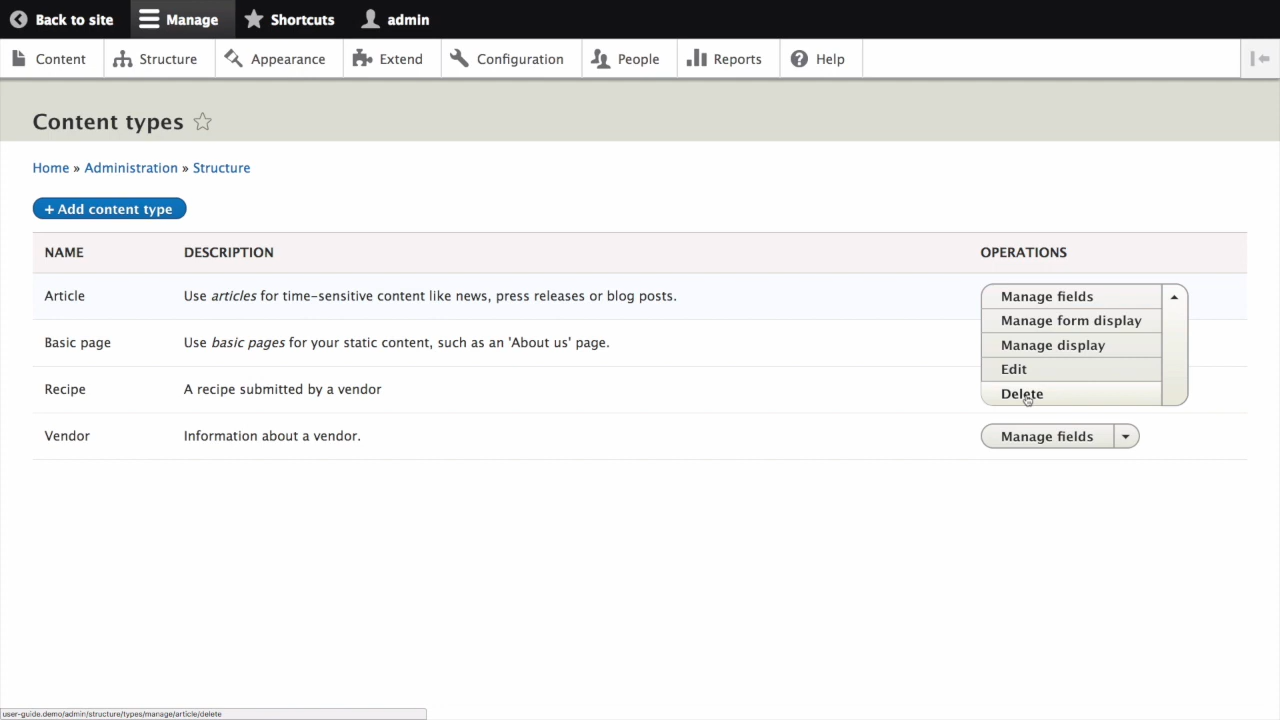 Back to site Manage Shortcuts admin
Content Structure Appearance Extend Configuration People Reports Help
Content types
Home » Administration » Structure
+ Add content type
NAME DESCRIPTION OPERATIONS
Article Use articles for time-sensitive content like news, press releases or blog posts. Manage fields
Manage form display
Basic page Use basic pages for your static content, such as an 'About us' page. Manage display
Edit
Recipe A recipe submitted by a vendor Delete
Vendor Information about a vendor. Manage fields
user-guide.demo/admin/structure/types/manage/article/delete